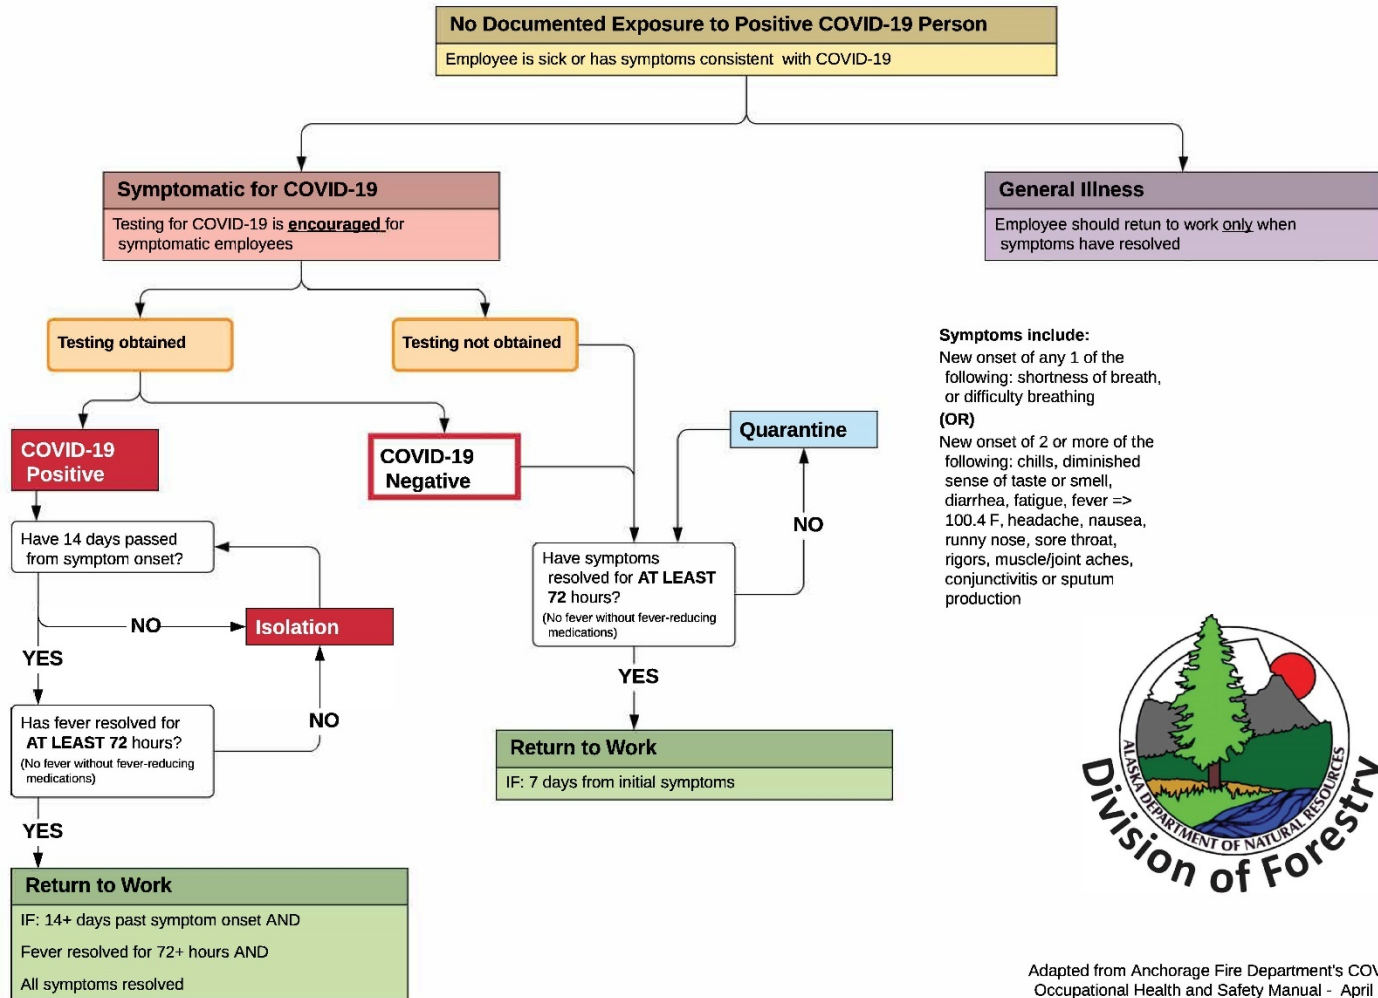 No Documented Exposure to Positive COVID-19 Person
Employee is sick or has symptoms consistent with COVID-19
Symptomatic for COVID-19
Testing for COVID-19 is encouraged for
symptomatic employees
General Illness
Employee should retun to work only when
symptoms have resolved
Testing obtained
Testing not obtained
COVID-19
Positive
COVID-19
Negative
Quarantine
NO
Have 14 days passed
from symptom onset?
NO
Isolation
YES
Has fever resolved for
AT LEAST 72 hours?
(No fever without fever-reducing
medications)
NO
YES
Return to Work
IF: 14+ days past symptom onset AND
Fever resolved for 72+ hours AND
All symptoms resolved
Have symptoms
resolved for AT LEAST
72 hours?
(No fever without fever-reducing
medications)
YES
Return to Work
IF: 7 days from initial symptoms
Symptoms include:
New onset of any 1 of the
following: shortness of breath,
or difficulty breathing
(OR)
New onset of 2 or more of the
following: chills, diminished
sense of taste or smell,
diarrhea, fatigue, fever =>
100.4 F, headache, nausea,
runny nose, sore throat,
rigors, muscle/joint aches,
conjunctivitis or sputum
production
ALASKA DEPARTMENT OF NATURAL RESOURCES
Division of Forestry
Adapted from Anchorage Fire Department's COV
Occupational Health and Safety Manual - April